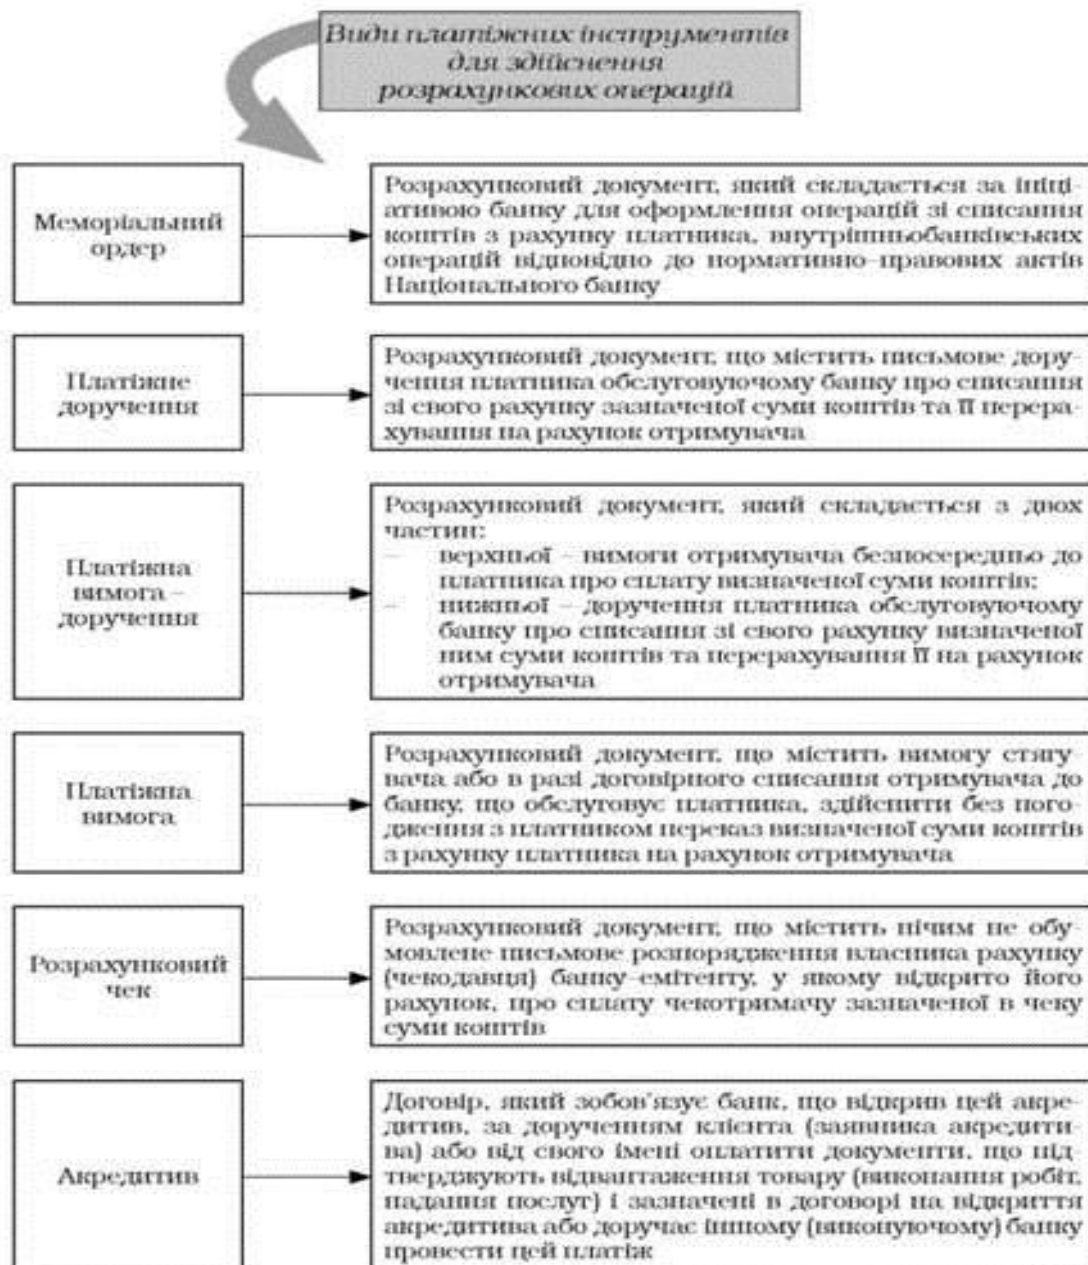 Види платіжних інструментів
для здійснення
розрахункових операцій
Меморіальний
ордер
Розрахунковий документ, який складається за ініці-
ативою банку для оформлення операцій зі списання
коштів з рахунку платника, внутрішньобанківських
операцій відповідно до нормативно-правових актів
Національного банку
Платіжне
доручення
Розрахунковий документ, що містить письмове дору-
чення платника обслуговуючому банку про списання
зі свого рахунку зазначеної суми коштів та її перера-
хування на рахунок отримувача
Платіжна
вимога –
доручення
Розрахунковий документ, який складається з двох
частин:
– верхньої – вимоги отримувача безпосередньо до
платника про сплату визначеної суми коштів;
– нижньої – доручення платника обслуговуючому
банку про списання зі свого рахунку визначеної
ним суми коштів та перерахування її на рахунок
отримувача
Платіжна
вимога
Розрахунковий документ, що містить вимогу стягу-
вача або в разі договірного списання отримувача до
банку, що обслуговує платника, здійснити без пого-
дження з платником переказ визначеної суми коштів
з рахунку платника на рахунок отримувача
Розрахунковий
чек
Розрахунковий документ, що містить нічим не обу-
мовлене письмове розпорядження власника рахунку
(чекодавця) банку-емітенту, у якому відкрито його
рахунок, про сплату чекотримачу зазначеної в чеку
суми коштів
Акредитив
Договір, який зобов'язує банк, що відкрив цей акре-
дитив, за дорученням клієнта (заявника акредити-
ва) або від свого імені оплатити документи, що під-
тверджують відвантаження товару (виконання робіт,
надання послуг) і зазначені в договорі на відкриття
акредитива або доручає іншому (виконуючому) банку
провести цей платіж